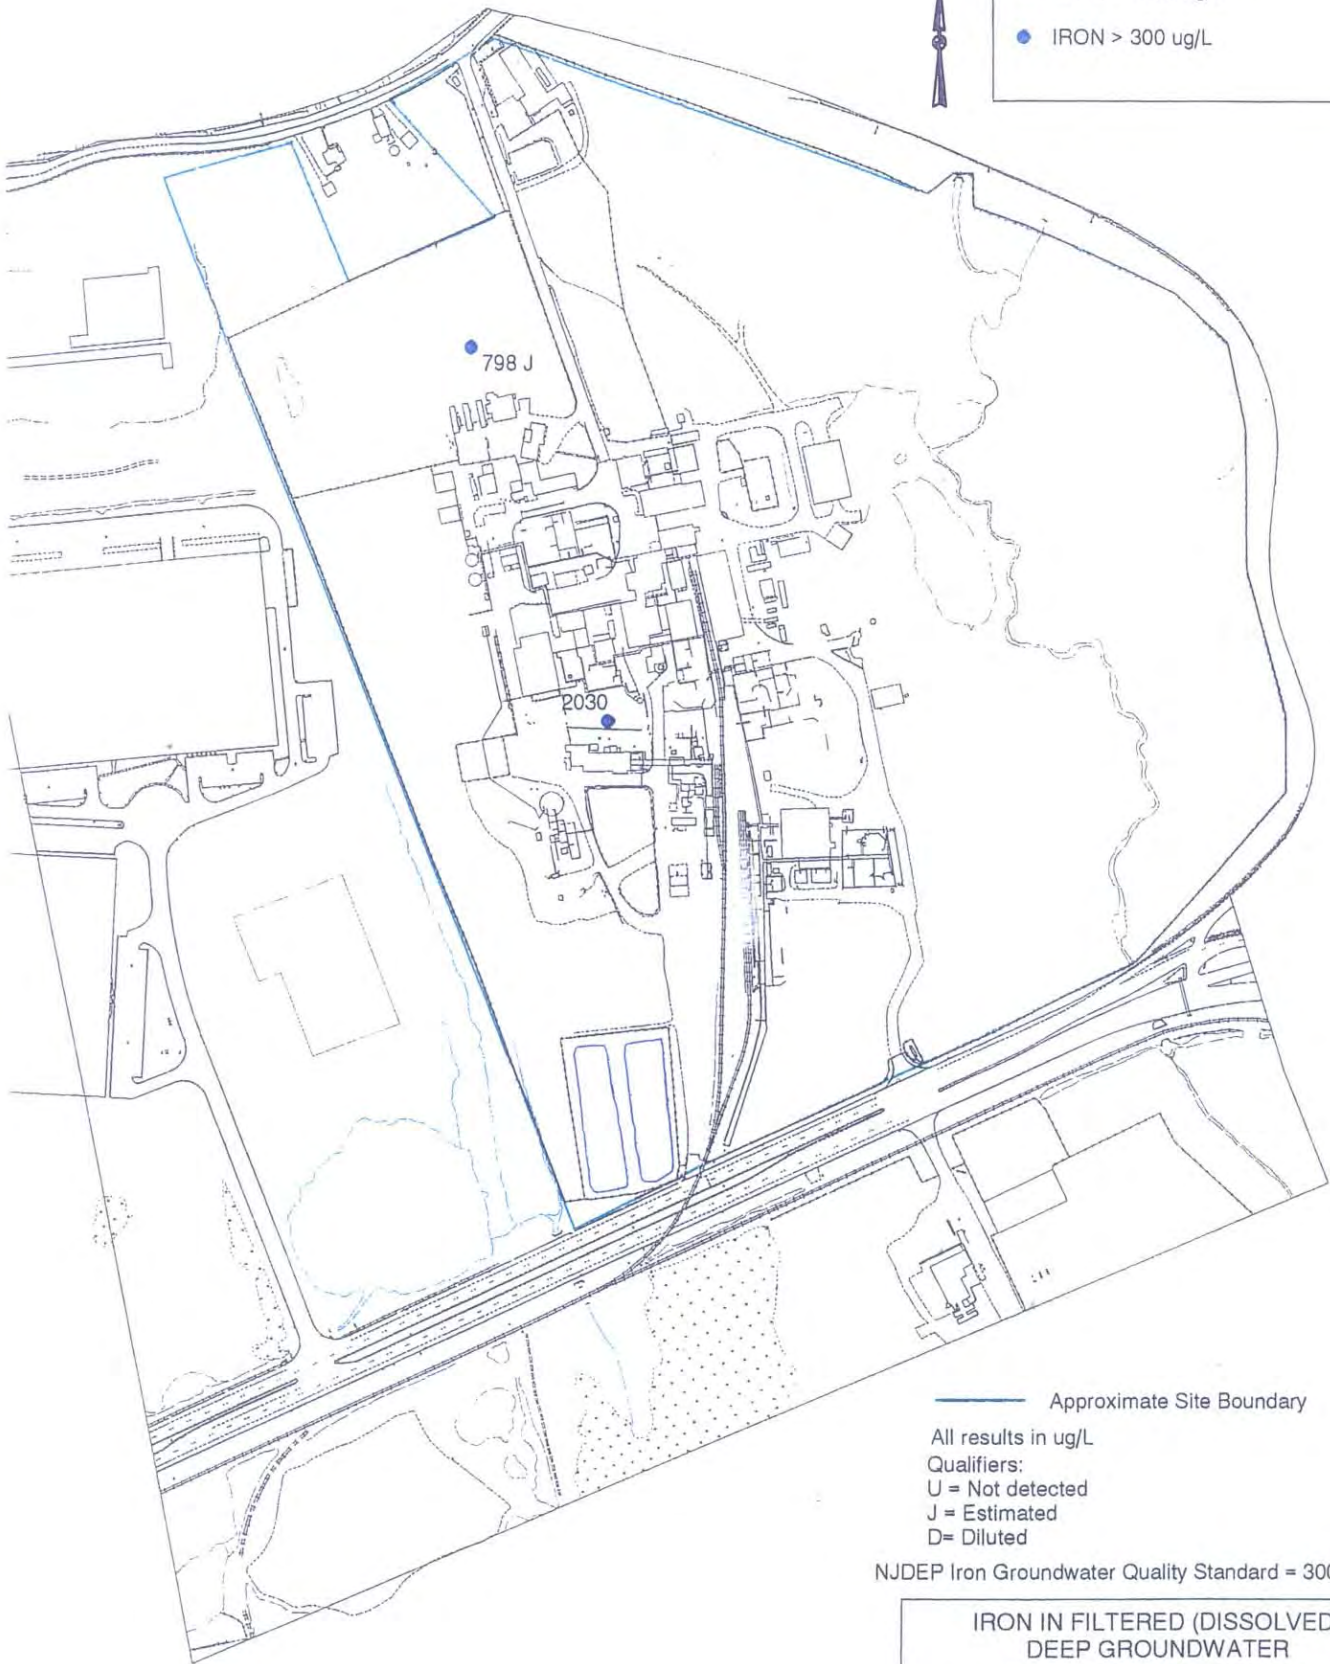 IRON > 300 ug/L
798 J
2030
Approximate Site Boundary
All results in ug/L
Qualifiers:
U = Not detected
J = Estimated
D= Diluted
NJDEP Iron Groundwater Quality Standard = 300
IRON IN FILTERED (DISSOLVED
DEEP GROUNDWATER